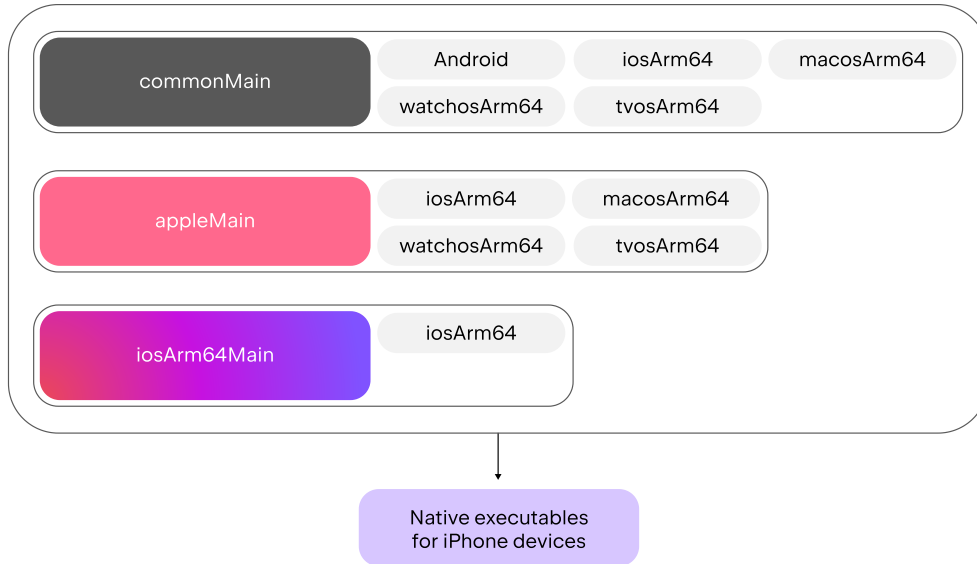 commonMain
Android
iosArm64
macosArm64
watchosArm64
tvosArm64
appleMain
iosArm64
macosArm64
watchosArm64
tvosArm64
iosArm64Main
iosArm64
Native executables
for iPhone devices